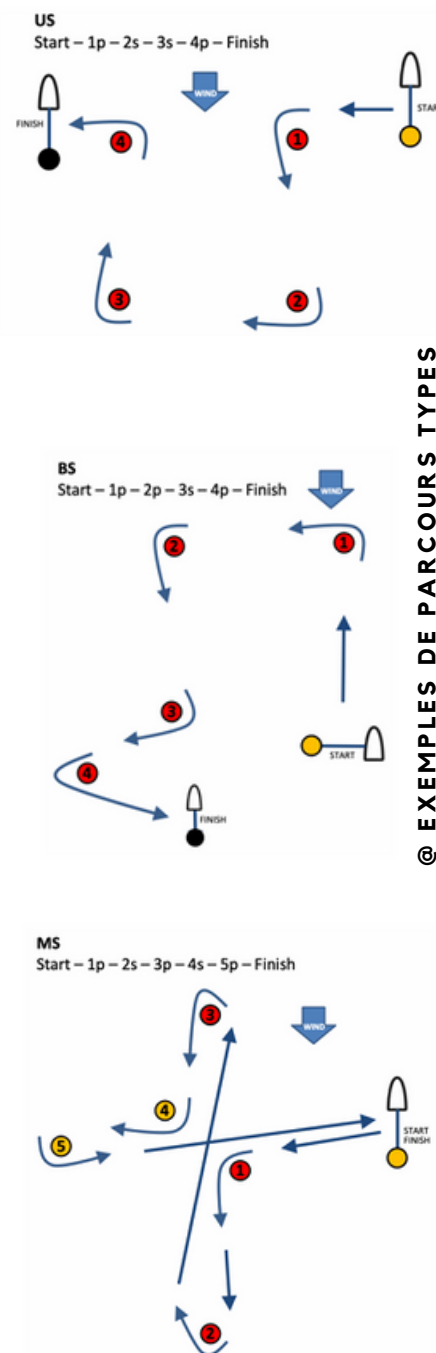 US
Start – 1p – 2s – 3s – 4p – Finish
WIND
START
FINISH
4
1
3
2
@ EXEMPLES DE PARCOURS TYPES
BS
Start – 1p – 2p – 3s – 4p – Finish
WIND
2
1
3
START
4
FINISH
MS
Start – 1p – 2s – 3p – 4s – 5p – Finish
3
WIND
4
5
START
FINISH
1
2